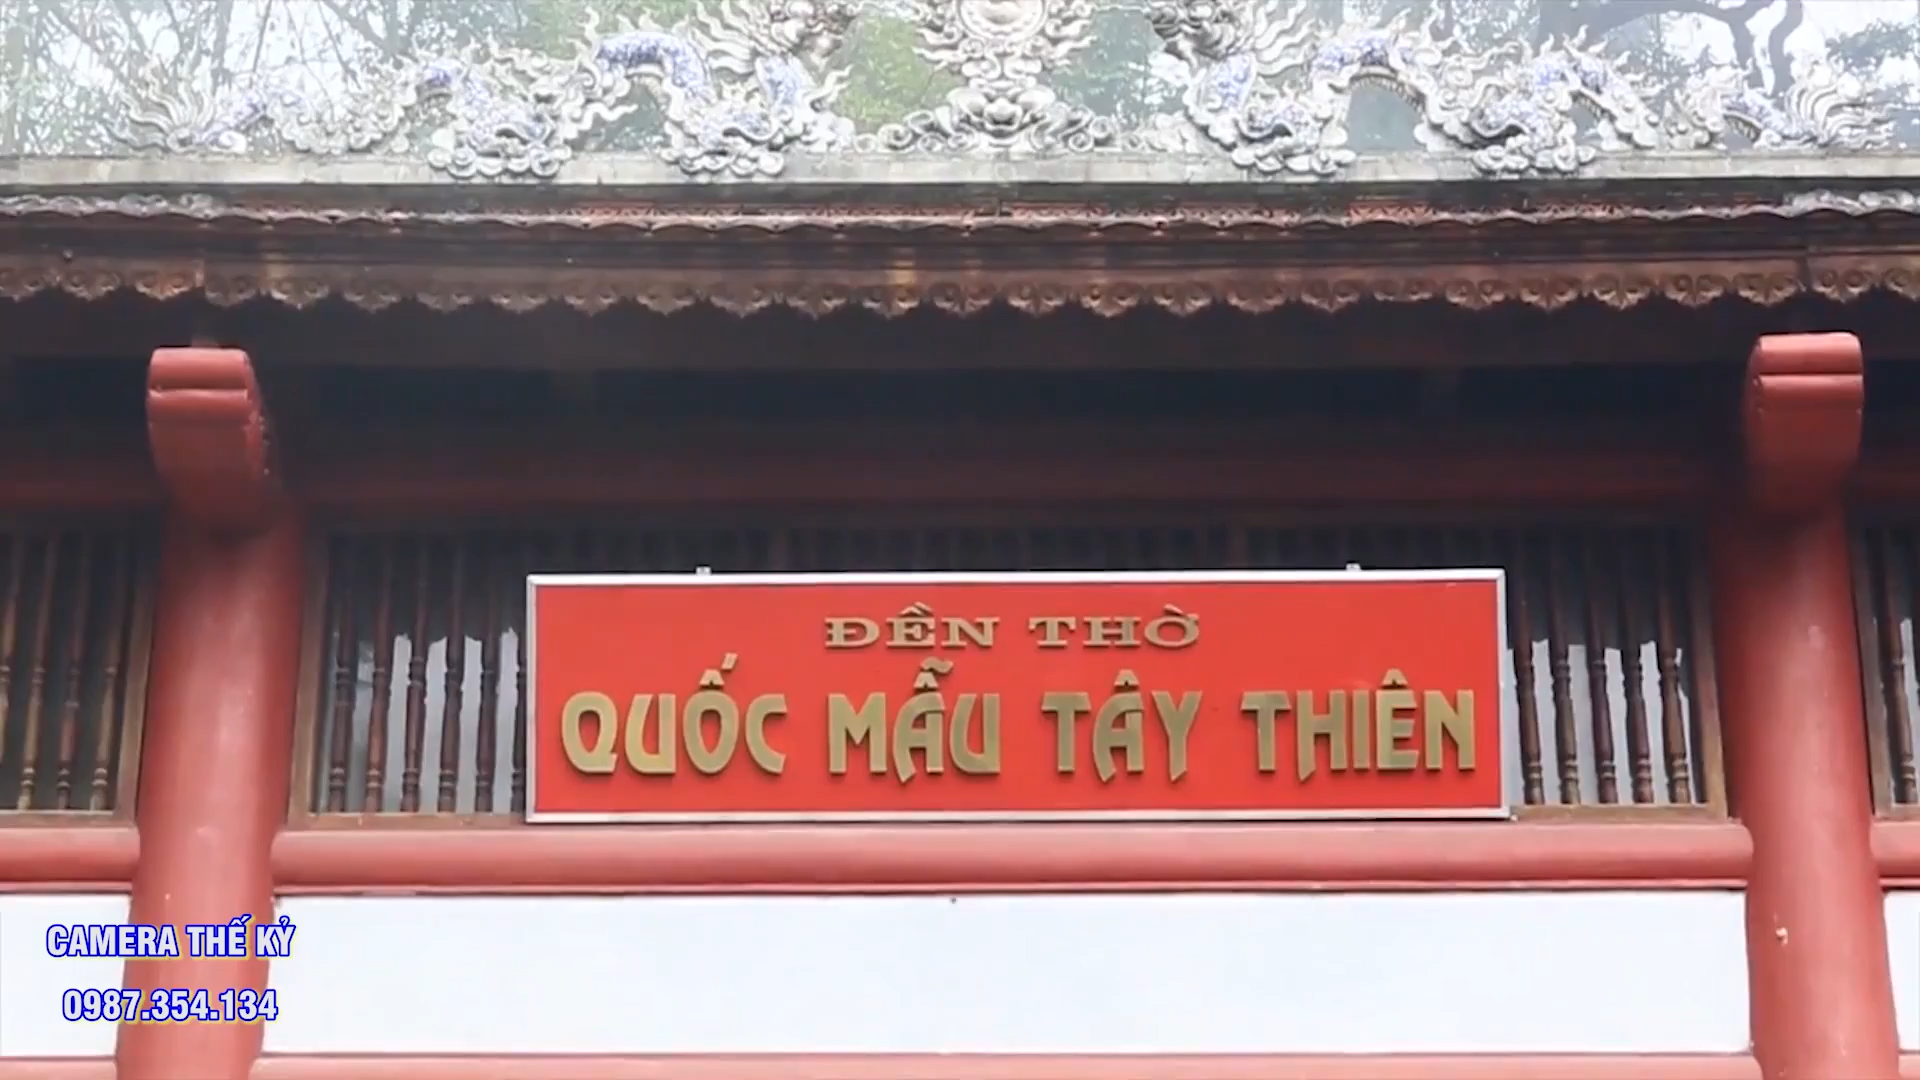 ĐỀN THỜ
QUỐC MẪU TÂY THIÊN
CAMERA THẾ KỶ
0987.354.134